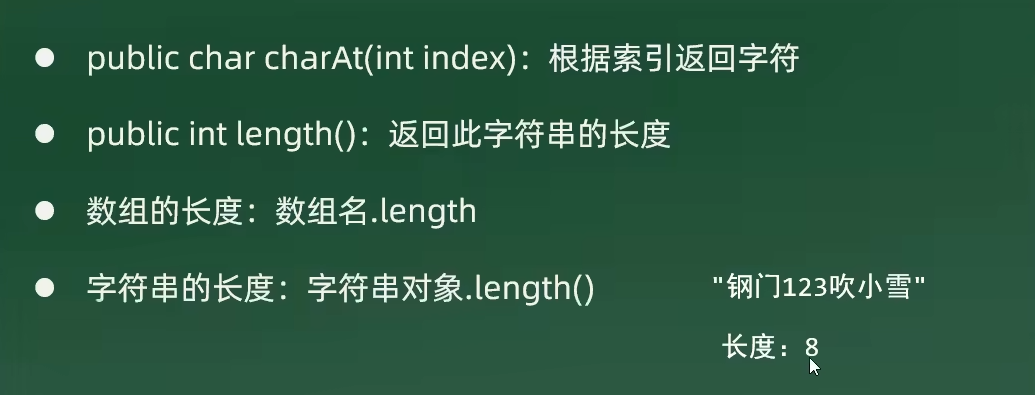 ● public char charAt(int index)：根据索引返回字符
● public int length()：返回此字符串的长度
● 数组的长度：数组名.length
● 字符串的长度：字符串对象.length()
"钢门123吹小雪"
长度：8